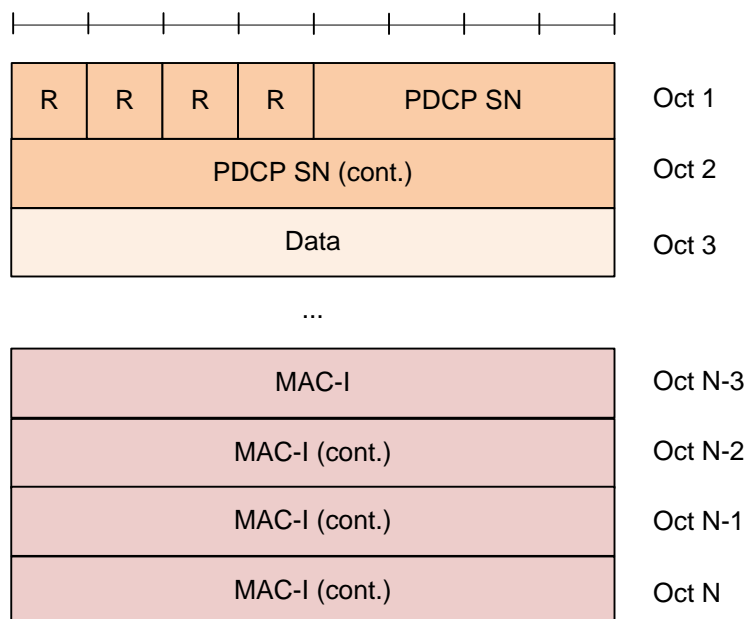 R R R R PDCP SN Oct 1
PDCP SN (cont.) Oct 2
Data Oct 3
...
MAC-I Oct N-3
MAC-I (cont.) Oct N-2
MAC-I (cont.) Oct N-1
MAC-I (cont.) Oct N